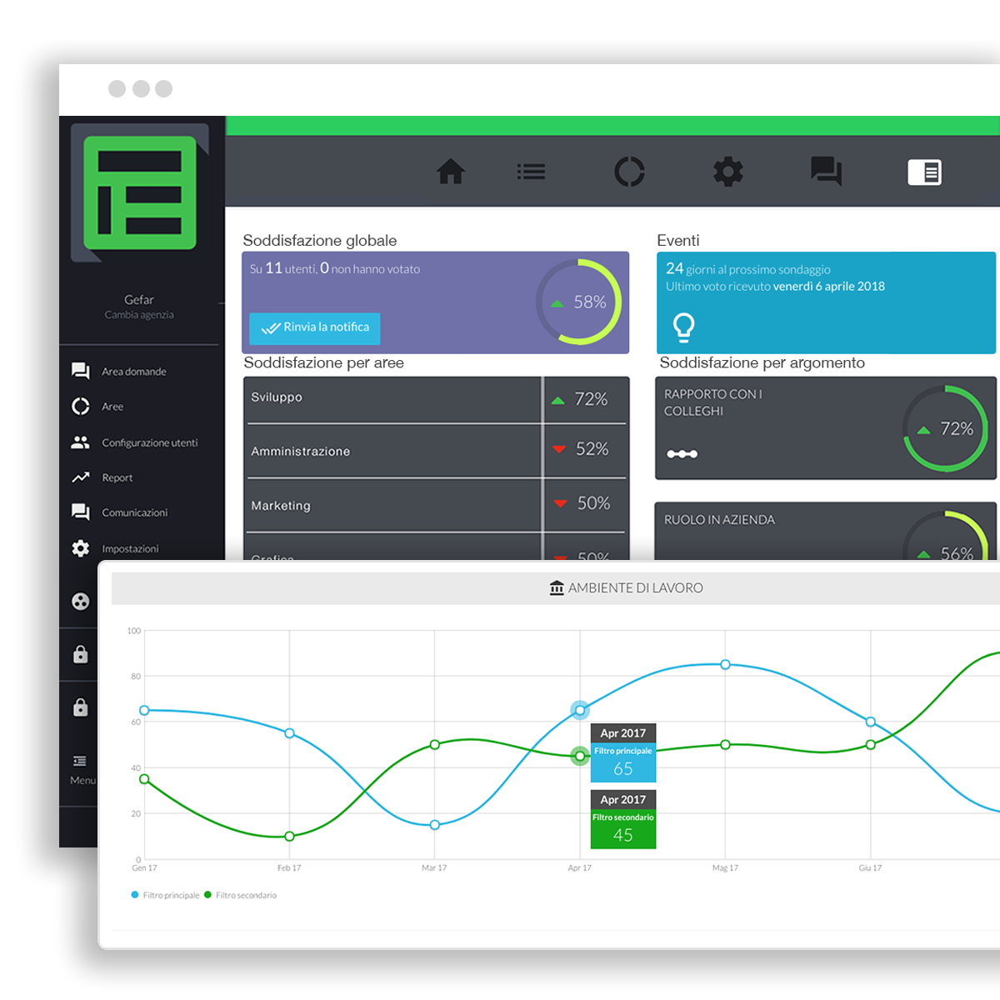 Gefar
Cambia agenzia
Area domande
Aree
Configurazione utenti
Report
Comunicazioni
Impostazioni
Menu
Soddisfazione globale
Su 11 utenti, 0 non hanno votato
58%
Rinvia la notifica
Eventi
24 giorni al prossimo sondaggio
Ultimo voto ricevuto venerdì 6 aprile 2018
Soddisfazione per aree
Sviluppo 72%
Amministrazione 52%
Marketing 50%
Grafica 50%
Soddisfazione per argomento
RAPPORTO CON I
COLLEGHI
72%
RUOLO IN AZIENDA
56%
AMBIENTE DI LAVORO
100
80
60
40
20
0
Gen 17 Feb 17 Mar 17 Apr 17 Mag 17 Giu 17
Apr 2017
Filtro principale
65
Apr 2017
Filtro secondario
45
Filtro principale Filtro secondario